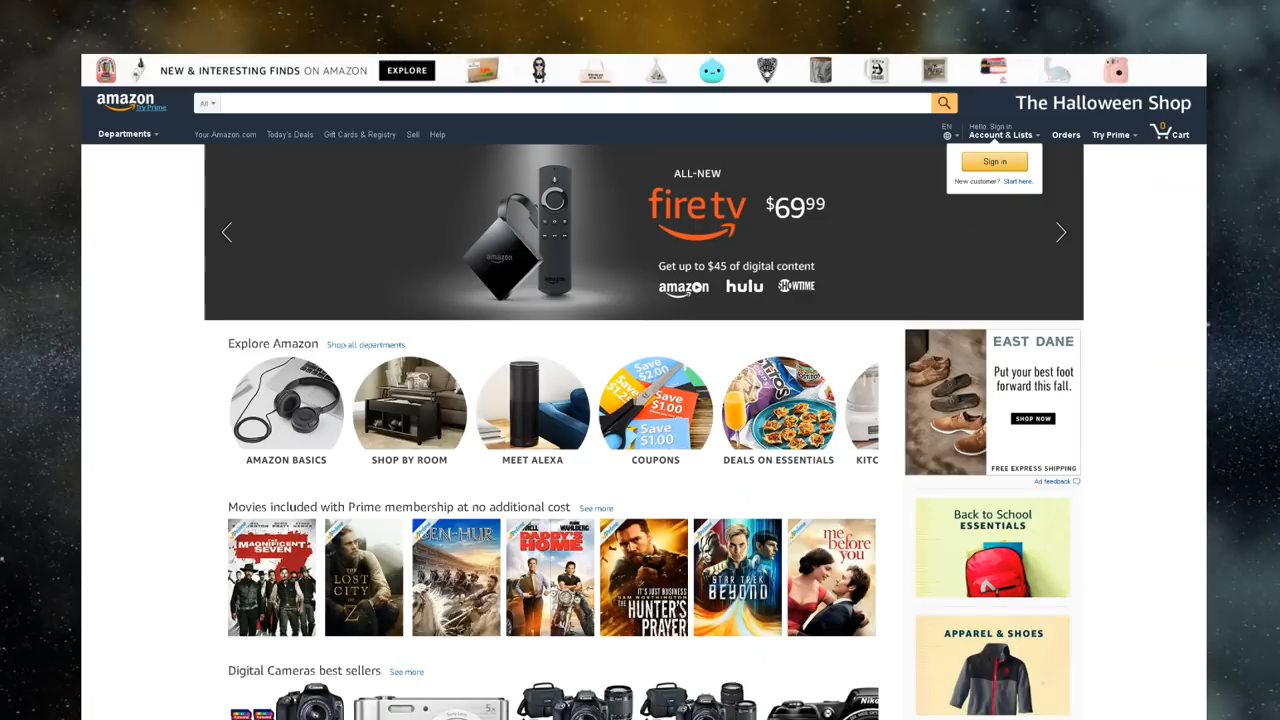 NEW & INTERESTING FINDS ON AMAZON EXPLORE
amazon
Try Prime
All
The Halloween Shop
Departments
Your Amazon.com Today's Deals Gift Cards & Registry Sell Help
EN
Hello. Sign in
Account & Lists
Orders
Try Prime
0
Cart
Sign in
New customer? Start here.
ALL-NEW
fire tv
$69.99
Get up to $45 of digital content
amazon hulu SHOWTIME
amazon
Explore Amazon Shop all departments
Save $2.00
Save $1.00
Save $1.00
AMAZON BASICS
SHOP BY ROOM
MEET ALEXA
COUPONS
DEALS ON ESSENTIALS
KITC
EAST DANE
Put your best foot
forward this fall.
SHOP NOW
FREE EXPRESS SHIPPING
Ad feedback
Movies included with Prime membership at no additional cost See more
THE MAGNIFICENT SEVEN
THE LOST CITY OF Z
BEN-HUR
DADDY'S HOME
IT'S JUST BUSINESS
SAM WORTHINGTON
THE HUNTER'S PRAYER
STAR TREK BEYOND
me before you
Back to School
ESSENTIALS
APPAREL & SHOES
Digital Cameras best sellers See more
Canon
5x
Nikon